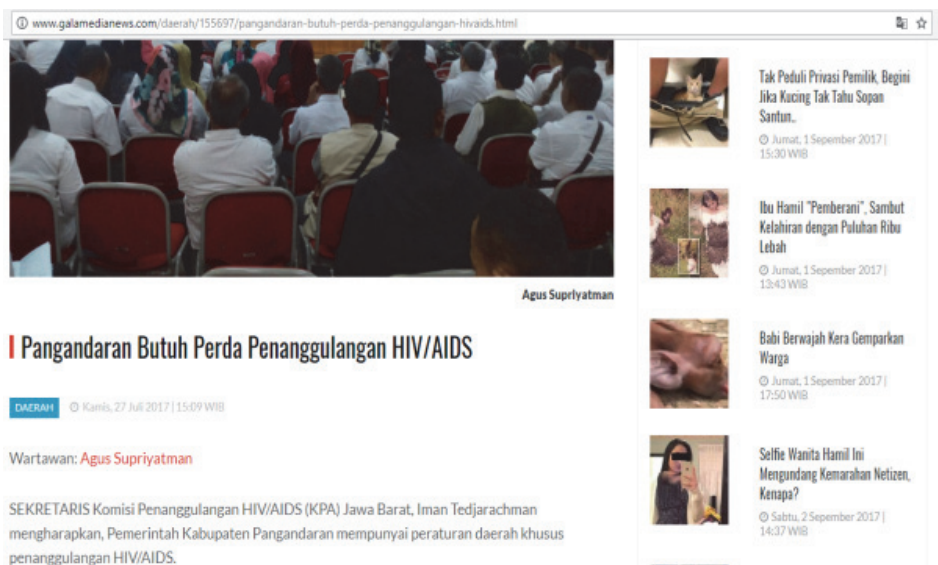 www.galamedianews.com/daerah/155697/pangandaran-butuh-perda-penanggulangan-hivaids.html
Agus Supriyatman
Pangandaran Butuh Perda Penanggulangan HIV/AIDS
DAERAH
Kamis, 27 Juli 2017 | 15:09 WIB
Wartawan: Agus Supriyatman
SEKRETARIS Komisi Penanggulangan HIV/AIDS (KPA) Jawa Barat, Iman Tedjarachman
mengharapkan, Pemerintah Kabupaten Pangandaran mempunyai peraturan daerah khusus
penanggulangan HIV/AIDS.
Tak Peduli Privasi Pemilik, Begini
Jika Kucing Tak Tahu Sopan
Santun..
Jumat, 1 Sepember 2017 |
15:30 WIB
Ibu Hamil "Pemberani", Sambut
Kelahiran dengan Puluhan Ribu
Lebah
Jumat, 1 Sepember 2017 |
13:43 WIB
Babi Berwajah Kera Gemparkan
Warga
Jumat, 1 Sepember 2017 |
17:50 WIB
Selfie Wanita Hamil Ini
Mengundang Kemarahan Netizen,
Kenapa?
Sabtu, 2 Sepember 2017 |
14:37 WIB